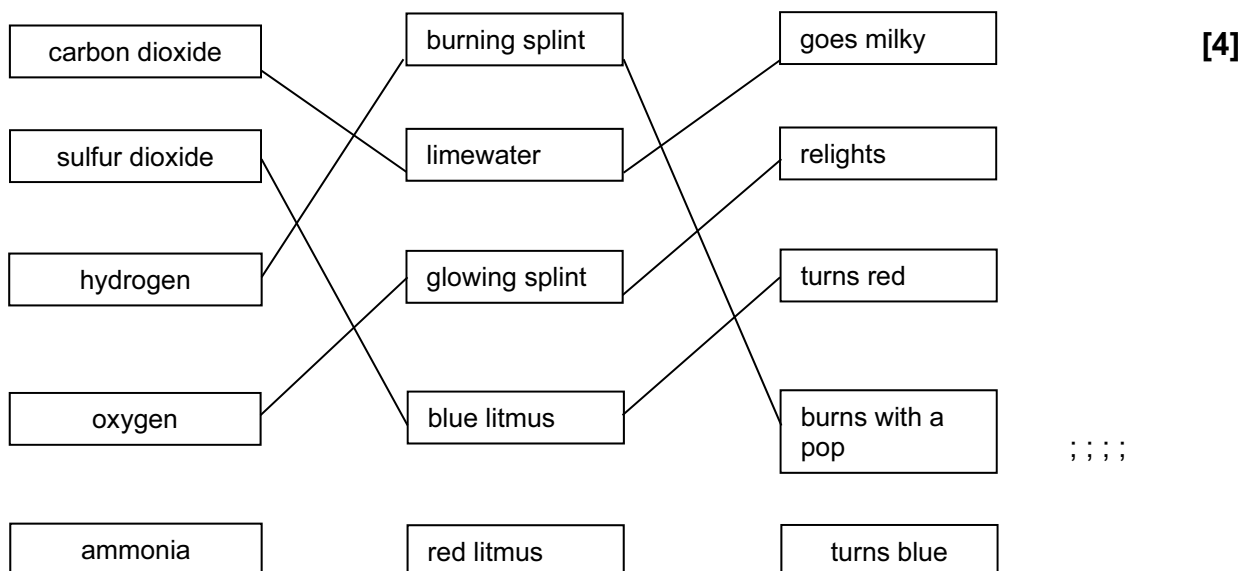 carbon dioxide
burning splint
goes milky
[4]
sulfur dioxide
limewater
relights
hydrogen
glowing splint
turns red
oxygen
blue litmus
burns with a
pop
; ; ; ;
ammonia
red litmus
turns blue